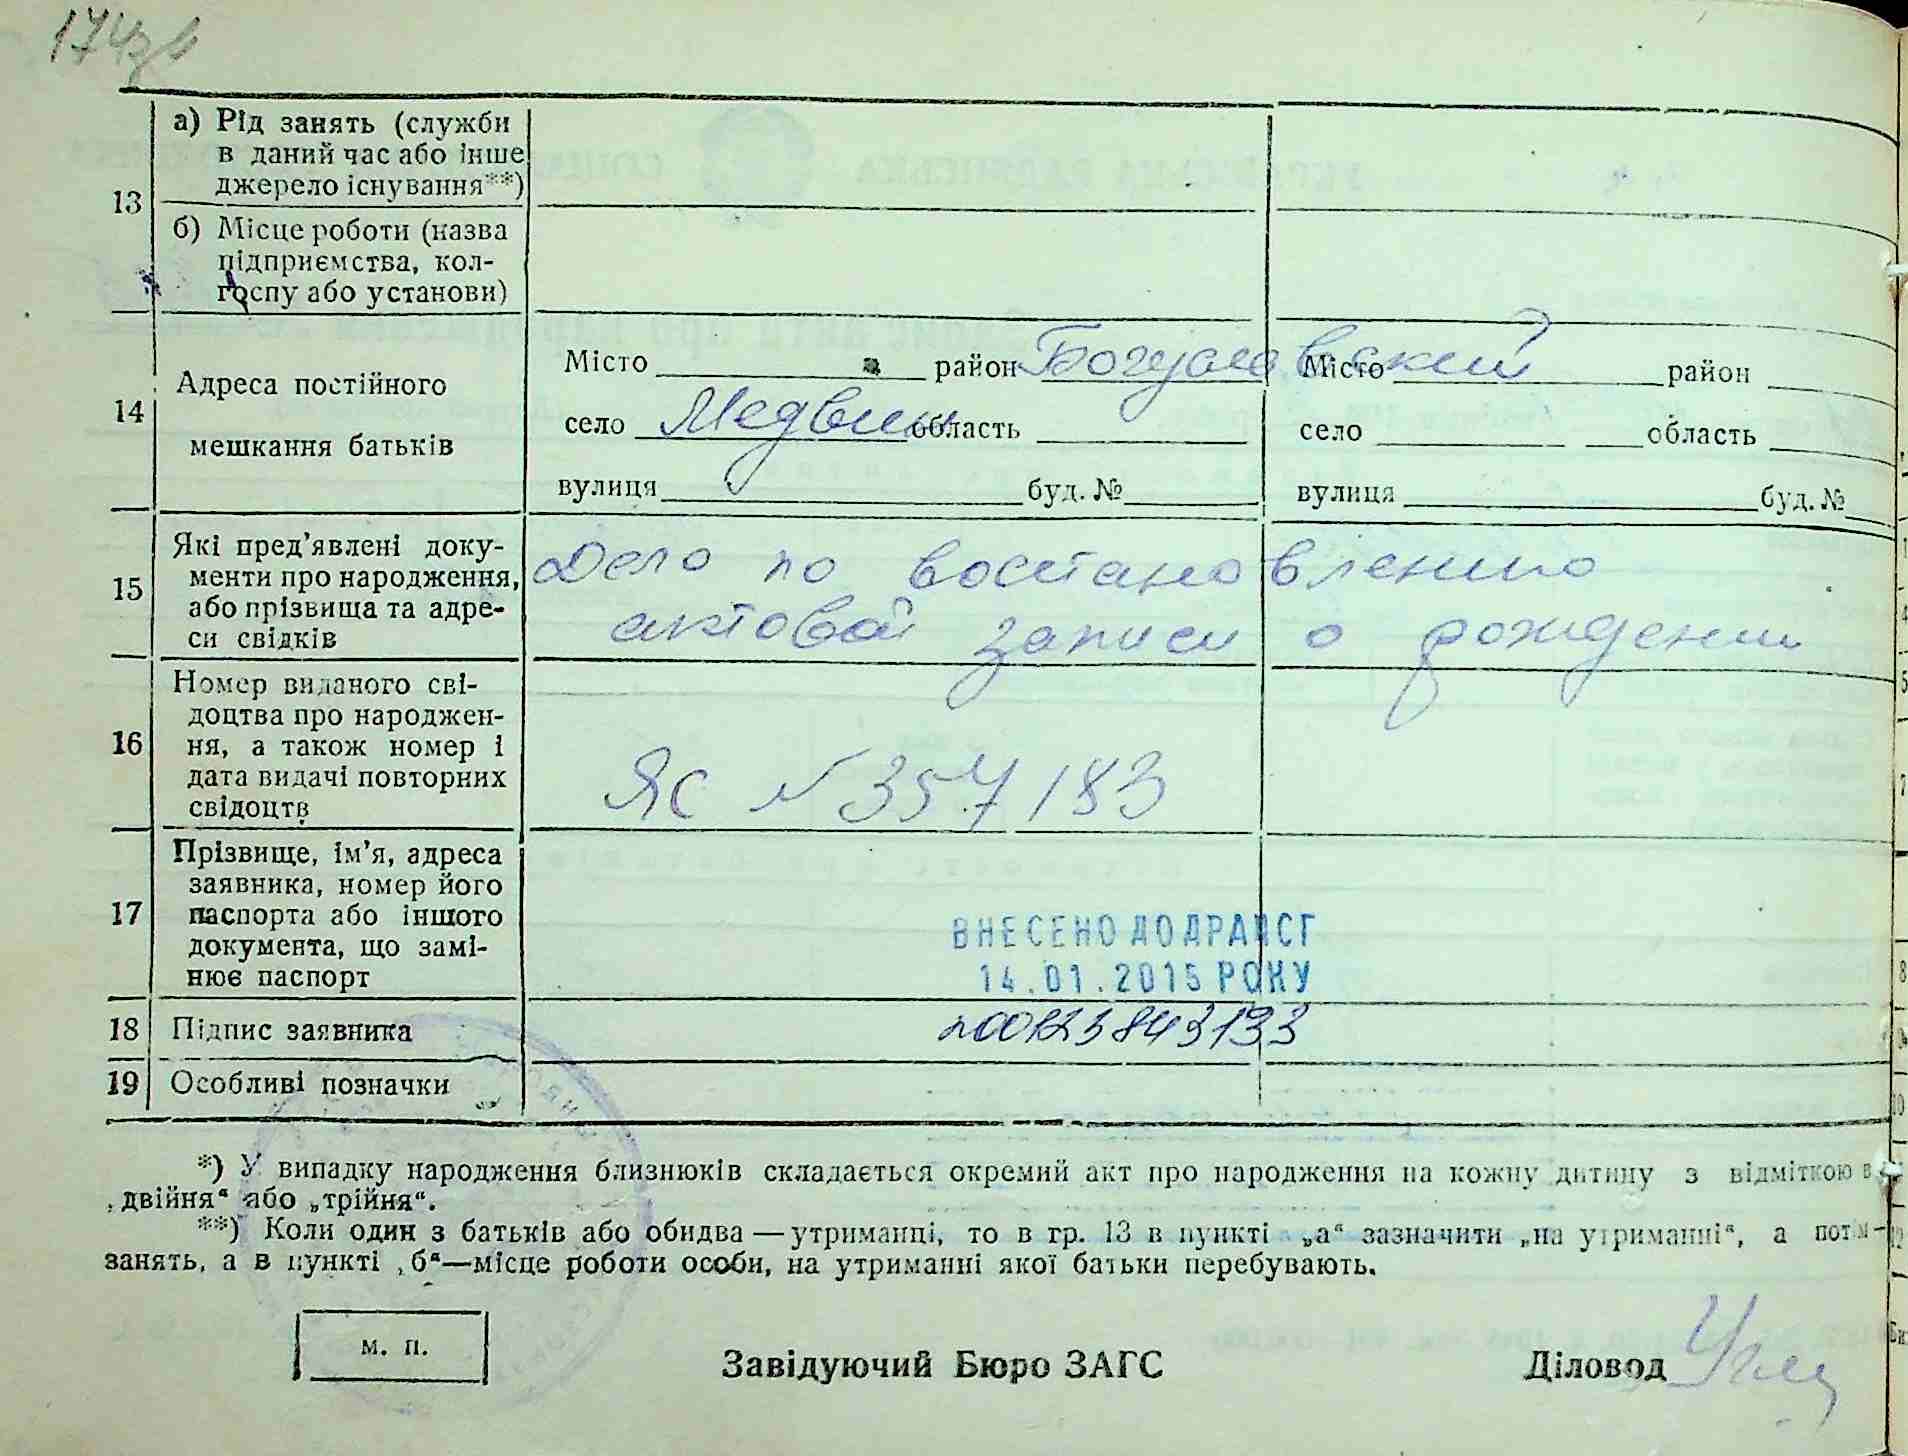 174зв
13
а) Рід занять (служби
в даний час або інше
джерело існування**)
б) Місце роботи (назва
підприємства, кол-
госпу або установи)
14
Адреса постійного
мешкання батьків
Місто район Богуславский Місто район
село Медвин область село область
вулиця буд. № вулиця буд. №
15
Які пред’явлені доку-
менти про народження,
або прізвища та адре-
си свідків
Дело по востановлению
актовой записи о рождении
16
Номер виданого сві-
доцтва про народжен-
ня, а також номер і
дата видачі повторних
свідоцтв
ЯС № 357183
17
Прізвище, ім’я, адреса
заявника, номер його
паспорта або іншого
документа, що замі-
нює паспорт
ВНЕСЕНО ДО ДРАЦСГ
14.01.2015 РОКУ
18 Підпис заявника
19 Особливі позначки
*) У випадку народження близнюків складається окремий акт про народження на кожну дитину з відміткою в
„двійня“ або „трійня“.
**) Коли один з батьків або обидва — утриманці, то в гр. 13 в пункті „а“ зазначити „на утриманні“, а потім—
занять, а в пункті „б“—місце роботи особи, на утриманні якої батьки перебувають.
м. п.
Завідуючий Бюро ЗАГС Діловод